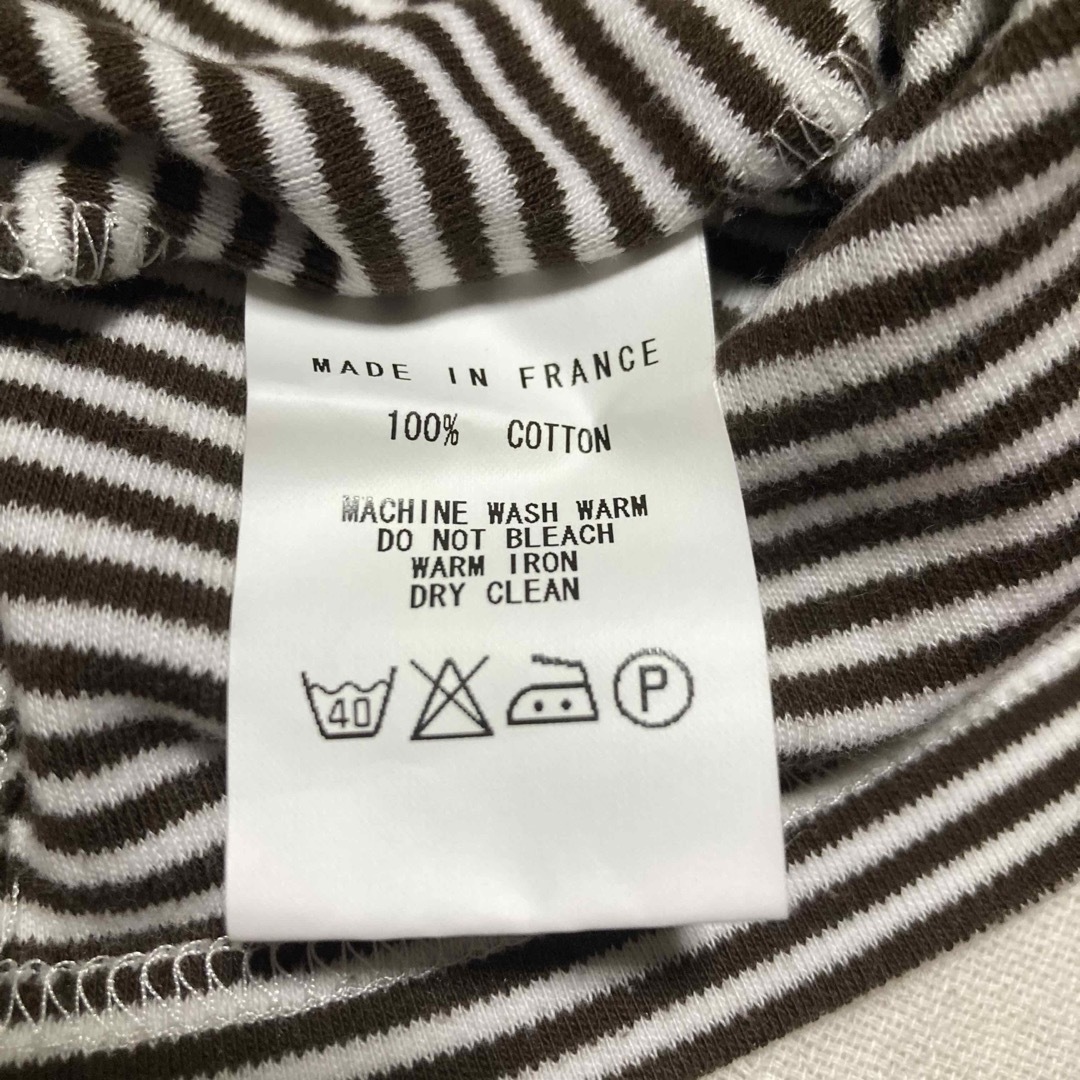 MADE IN FRANCE
100% COTTON
MACHINE WASH WARM
DO NOT BLEACH
WARM IRON
DRY CLEAN
40 P